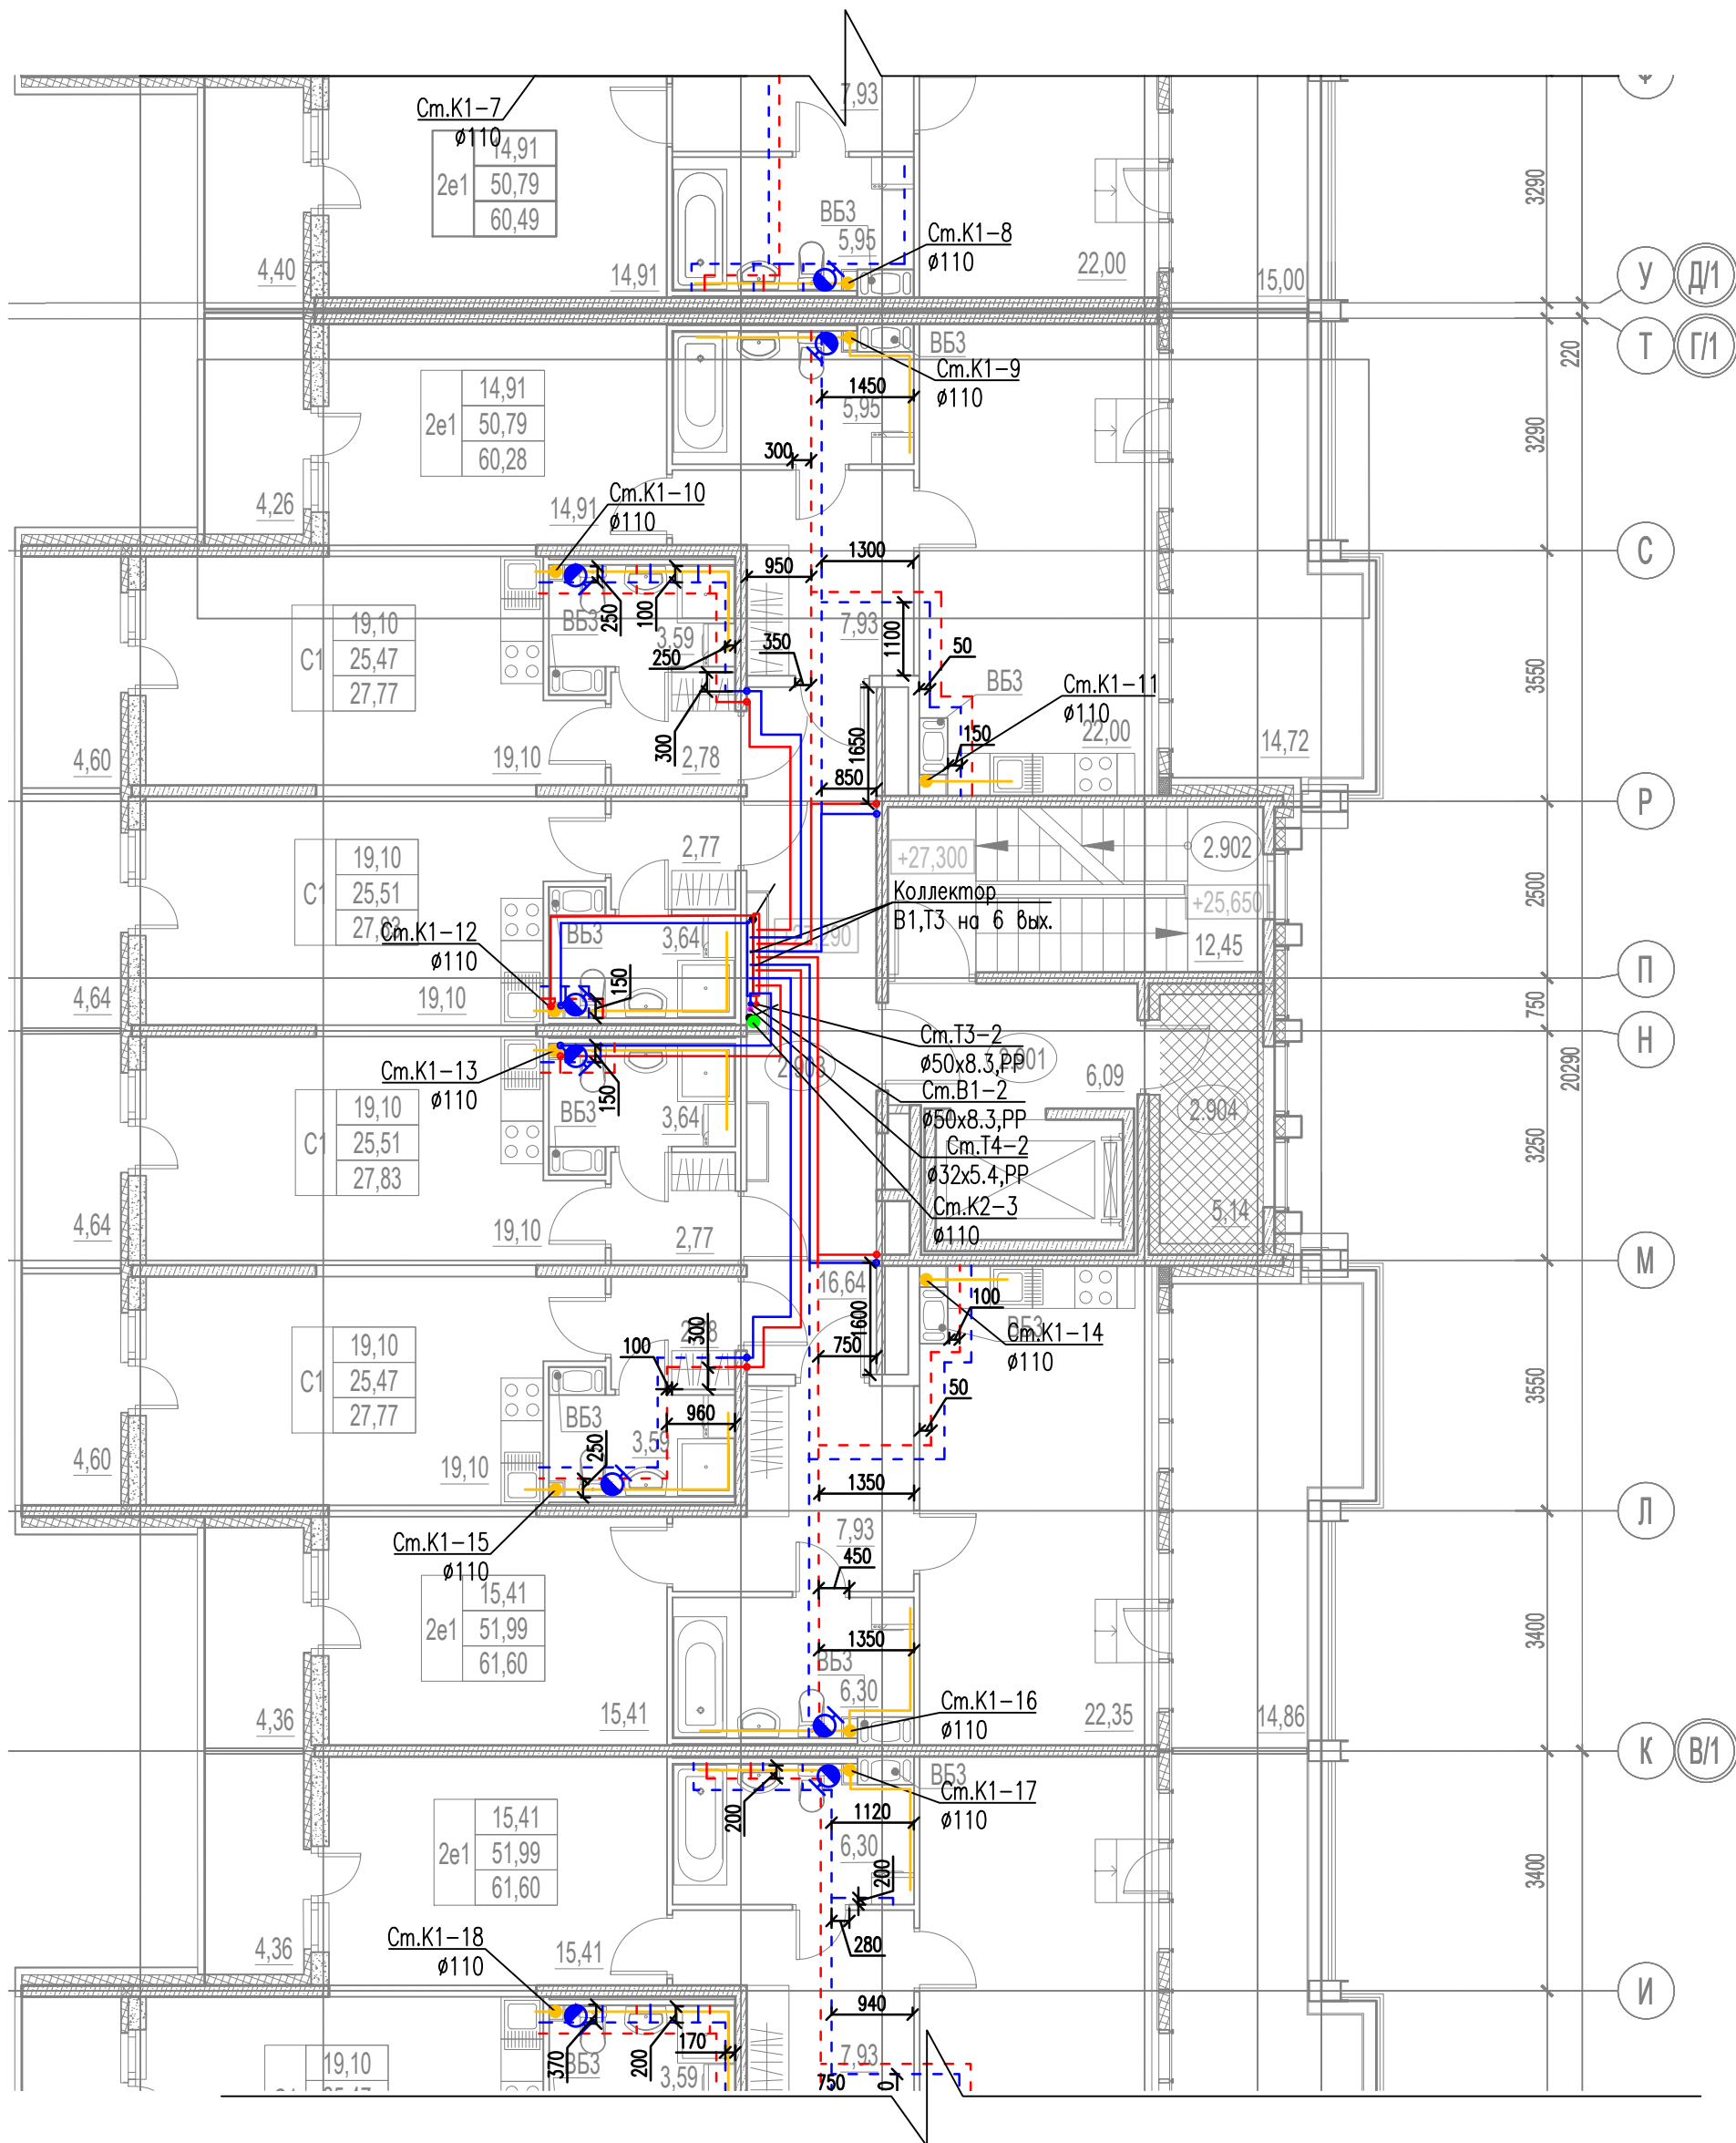 Ст.К1-7
ø110
7,93
14,91
2е1
50,79
60,49
ВБ3
5,95
Ст.К1-8
ø110
4,40
14,91
22,00
15,00
3290
У
Д/1
Т
Г/1
220
ВБ3
Ст.К1-9
ø110
1450
5,95
14,91
2е1
50,79
60,28
300
3290
4,26
14,91
Ст.К1-10
ø110
1300
950
С
250
100
ВБ3
3,59
250
350
7,93
1100
50
19,10
С1
25,47
27,77
300
ВБ3
Ст.К1-11
ø110
22,00
150
1650
850
14,72
3550
4,60
19,10
2,78
Р
2,77
+27,300
2.902
19,10
С1
25,51
27,83
Коллектор
В1,Т3 на 6 вых.
+25,650
2500
Ст.К1-12
ø110
ВБ3
3,64
12,45
150
П
4,64
19,10
750
Н
Ст.Т3-2
ø50х8.3,РР
2.901
2.903
6,09
Ст.К1-13
ø110
150
ВБ3
3,64
Ст.В1-2
ø50х8.3,РР
2.904
20290
19,10
С1
25,51
27,83
Ст.Т4-2
ø32х5.4,РР
3250
Ст.К2-3
ø110
5,14
4,64
19,10
2,77
М
16,64
1600
100
ВБ3
Ст.К1-14
ø110
300
100
750
19,10
С1
25,47
27,77
50
3550
960
ВБ3
3,59
250
4,60
19,10
1350
Л
Ст.К1-15
ø110
7,93
450
15,41
2е1
51,99
61,60
1350
ВБ3
6,30
3400
Ст.К1-16
ø110
4,36
15,41
22,35
14,86
К
В/1
ВБ3
Ст.К1-17
ø110
200
1120
15,41
2е1
51,99
61,60
6,30
200
3400
280
Ст.К1-18
ø110
4,36
15,41
И
940
370
ВБ3
200
170
3,59
7,93
750
19,10